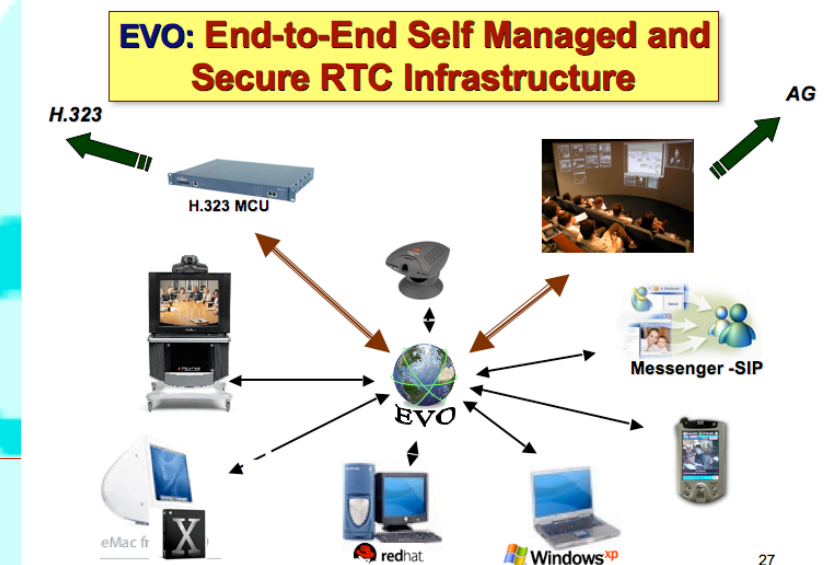 EVO: End-to-End Self Managed and
Secure RTC Infrastructure
H.323
AG
H.323 MCU
Messenger -SIP
EVO
eMac
X
redhat
Windows xp
27